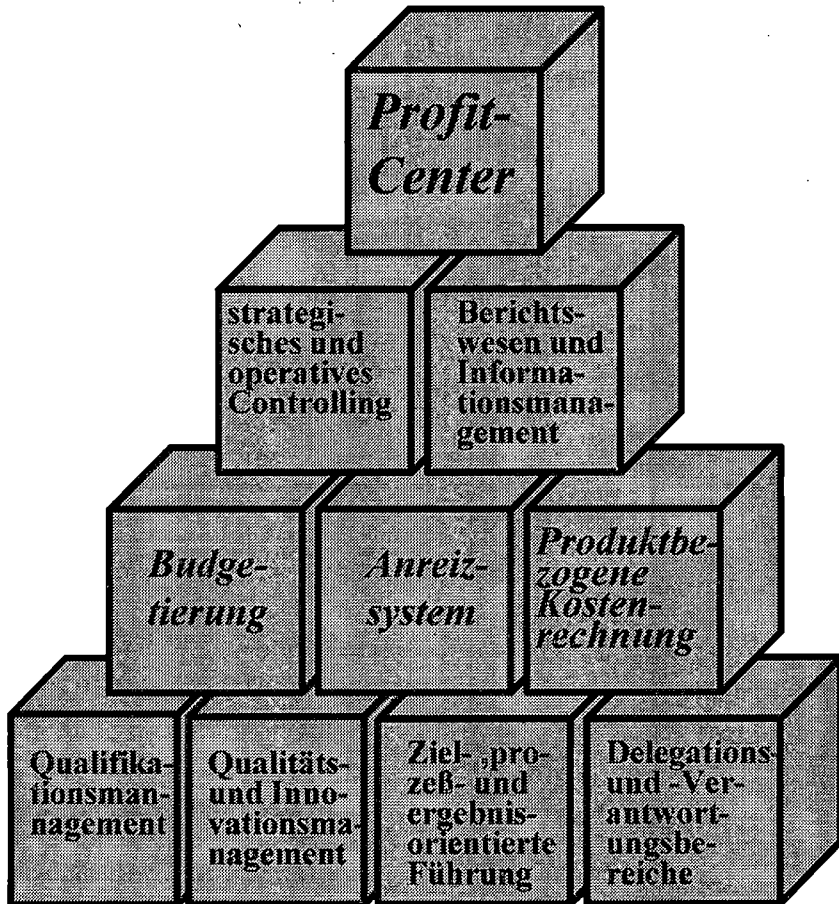 Profit-
Center
strategi-
sches und
operatives
Controlling
Berichts-
wesen und
Informa-
tionsmana-
gement
Budge-
tierung
Anreiz-
system
Produktbe-
zogene
Kosten-
rechnung
Qualifika-
tionsman-
nagement
Qualitäts-
und Inno-
vationsma-
nagement
Ziel- ,pro-
zeß- und
ergebnis-
orientierte
Führung
Delegations-
und -Ver-
antwort-
ungsbe-
reiche